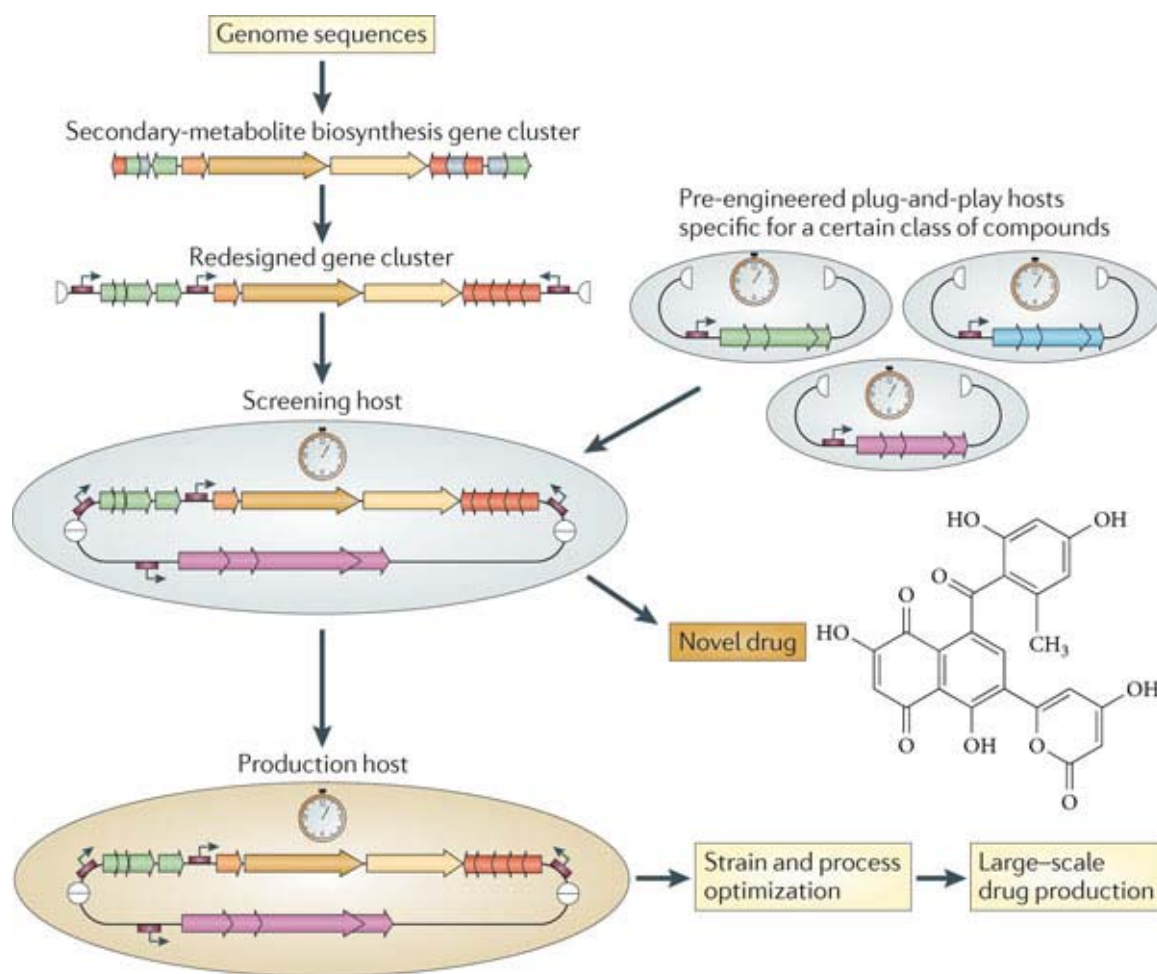 Genome sequences
Secondary-metabolite biosynthesis gene cluster
Pre-engineered plug-and-play hosts
specific for a certain class of compounds
Redesigned gene cluster
Screening host
HO
OH
O
O
HO
CH₃
Novel drug
OH
O
OH
O
O
Production host
Strain and process
optimization
Large–scale
drug production